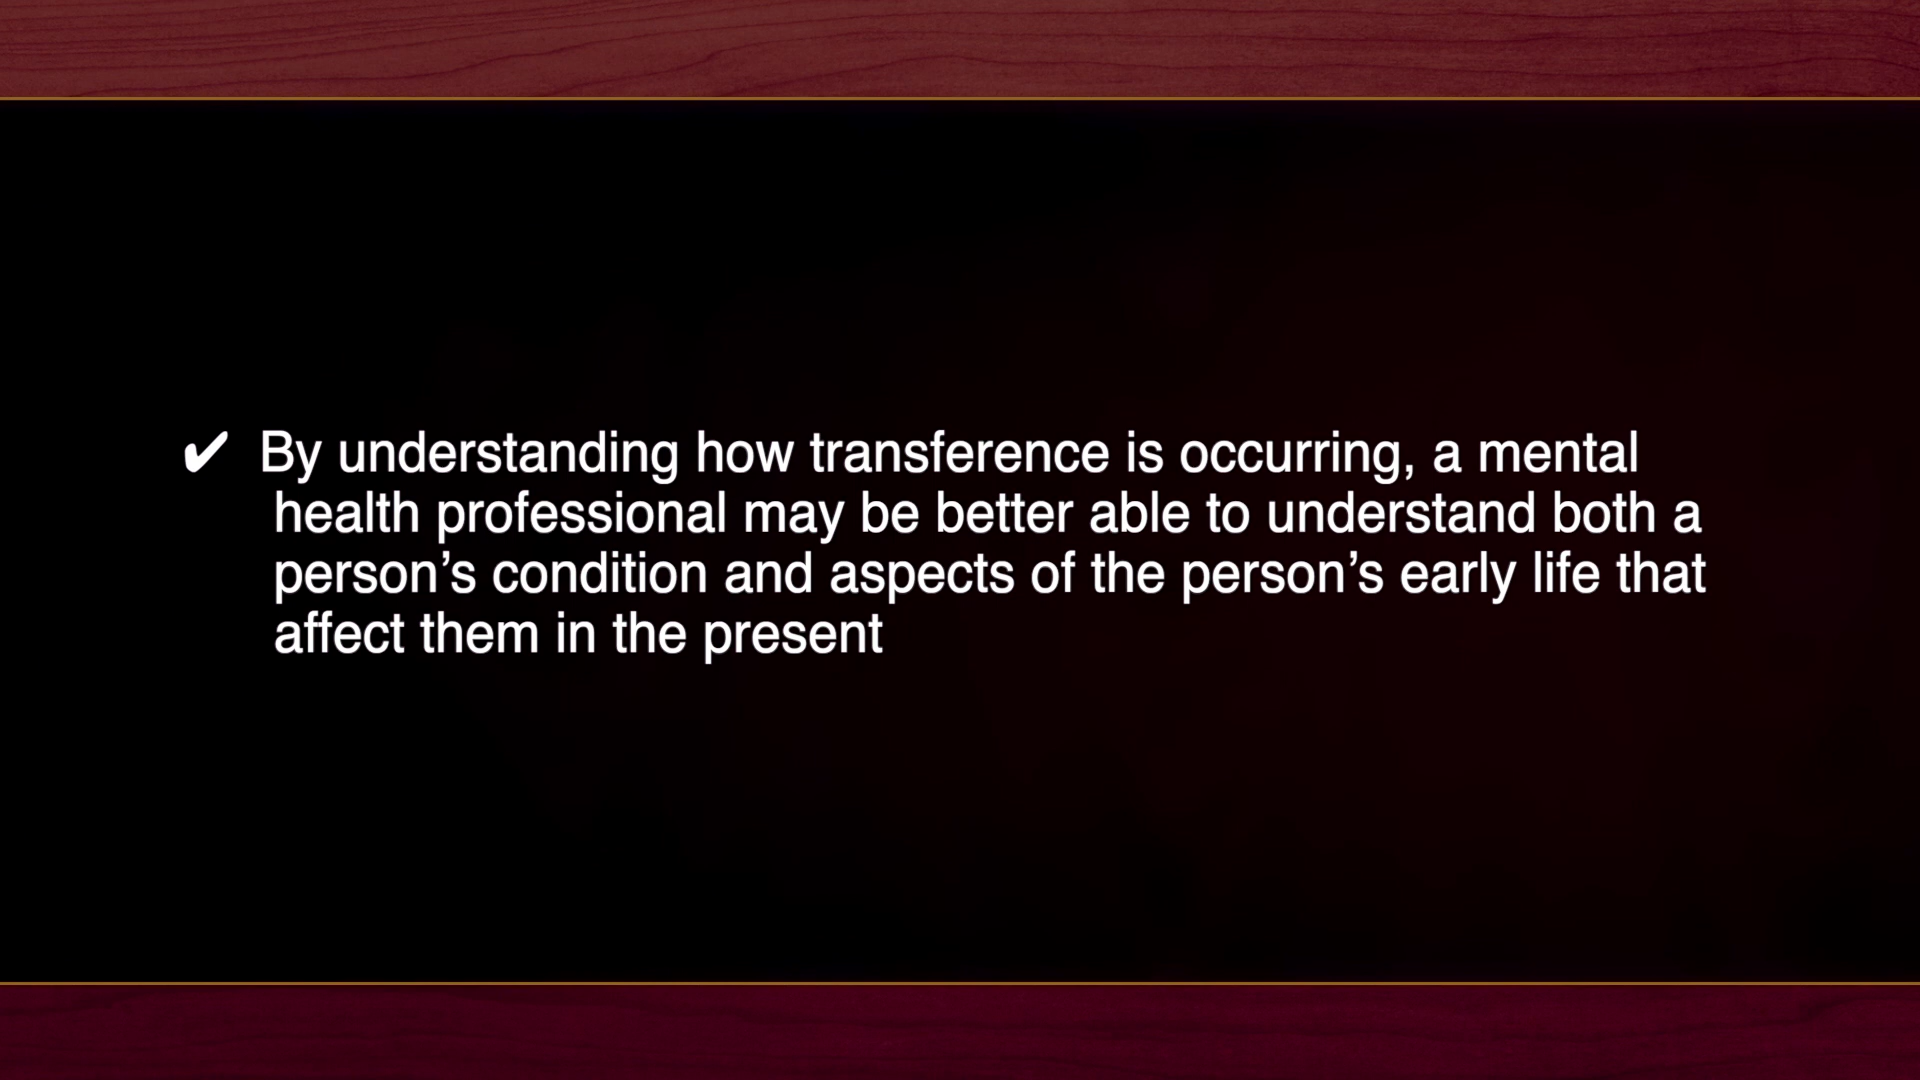 ✔ By understanding how transference is occurring, a mental
health professional may be better able to understand both a
person’s condition and aspects of the person’s early life that
affect them in the present